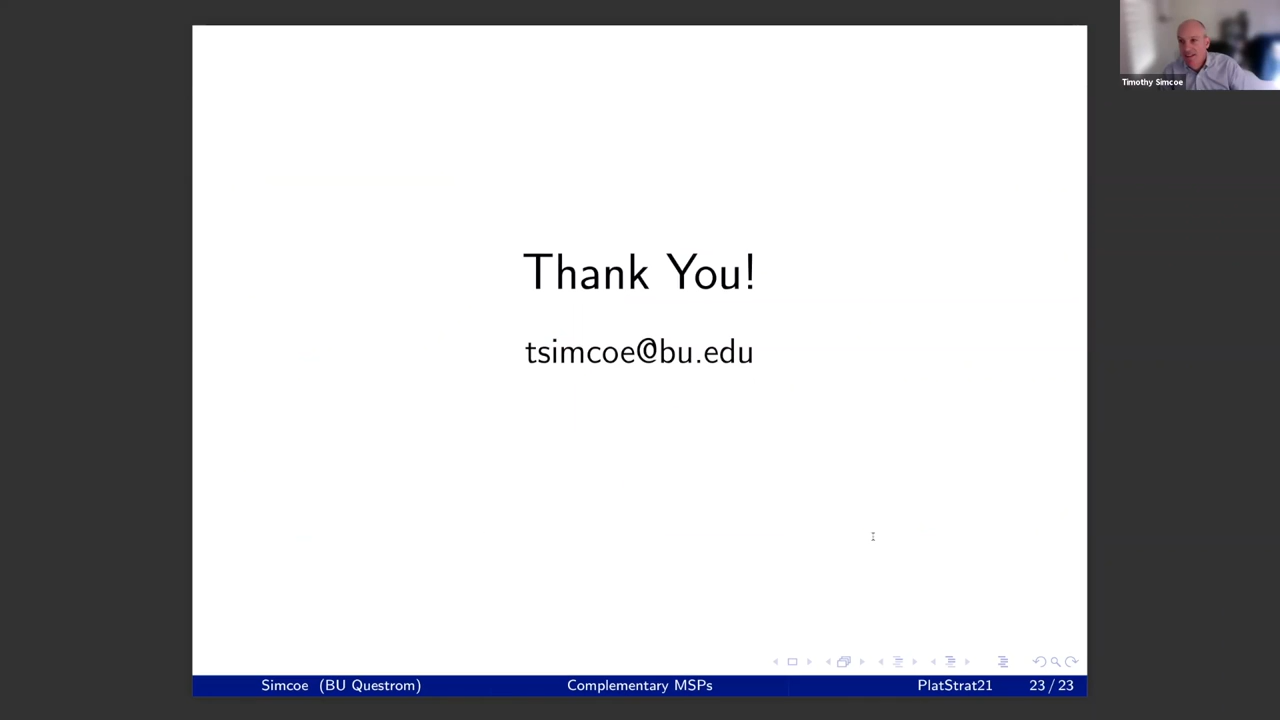 Timothy Simcoe
Thank You!
tsimcoe@bu.edu
Simcoe (BU Questrom) Complementary MSPs PlatStrat21 23 / 23